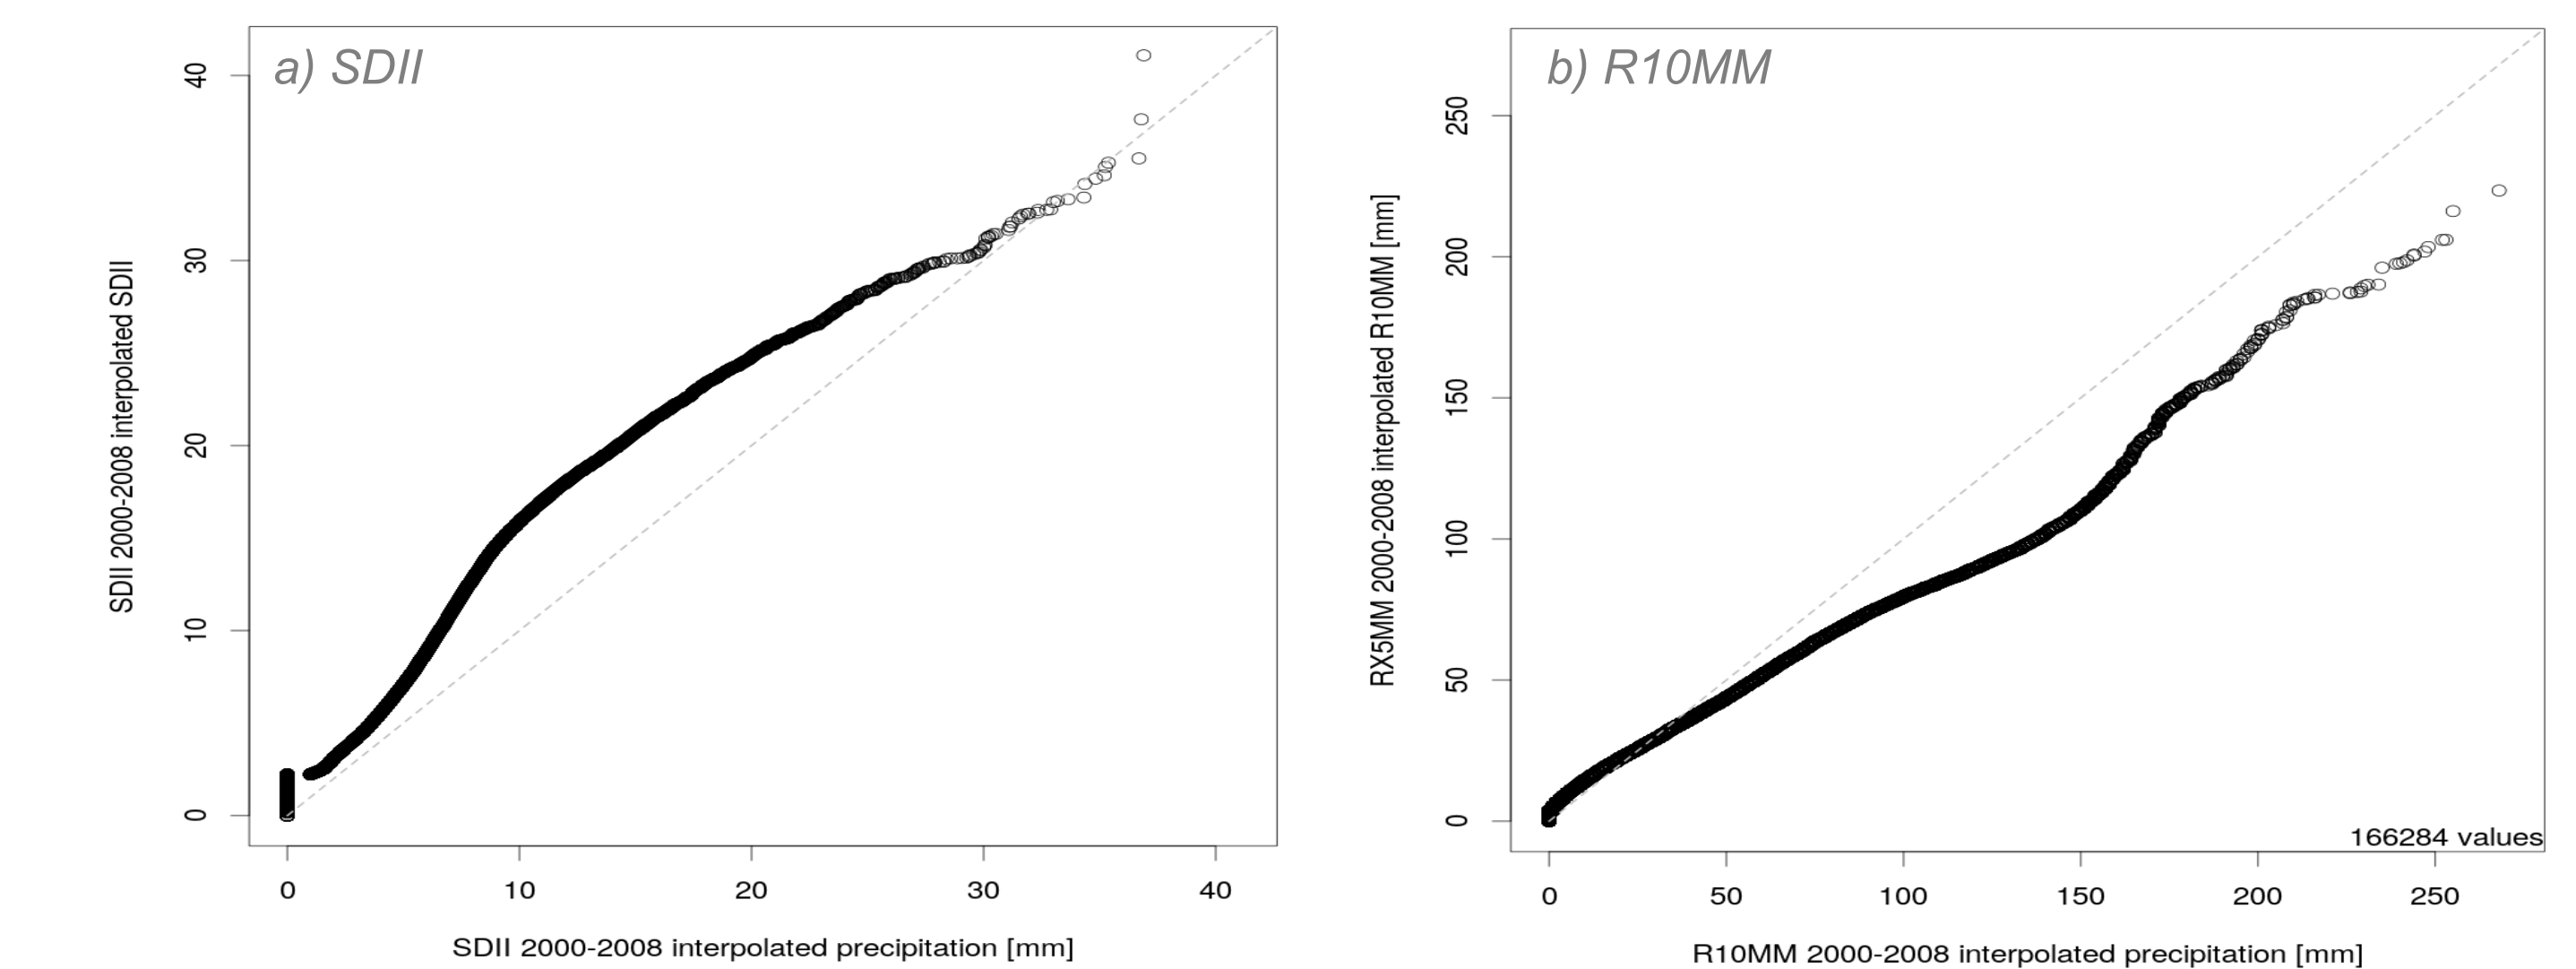 a) SDII
40
30
20
10
0
SDII 2000-2008 interpolated SDII
0 10 20 30 40
SDII 2000-2008 interpolated precipitation [mm]
b) R10MM
250
200
150
100
50
0
RX5MM 2000-2008 interpolated R10MM [mm]
166284 values
0 50 100 150 200 250
R10MM 2000-2008 interpolated precipitation [mm]